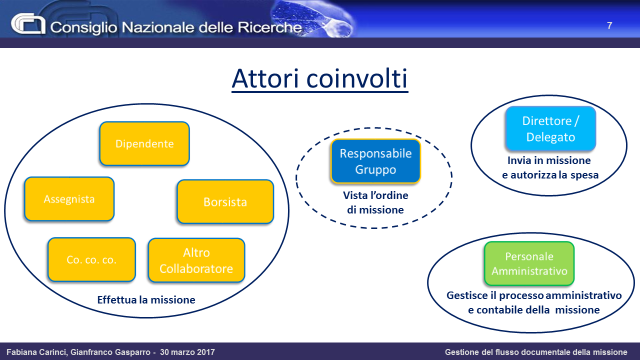 Consiglio Nazionale delle Ricerche
7
Attori coinvolti
Dipendente
Assegnista
Borsista
Co. co. co.
Altro
Collaboratore
Effettua la missione
Responsabile
Gruppo
Vista l'ordine
di missione
Direttore /
Delegato
Invia in missione
e autorizza la spesa
Personale
Amministrativo
Gestisce il processo amministrativo
e contabile della missione
Fabiana Carinci, Gianfranco Gasparro - 30 marzo 2017
Gestione del flusso documentale della missione